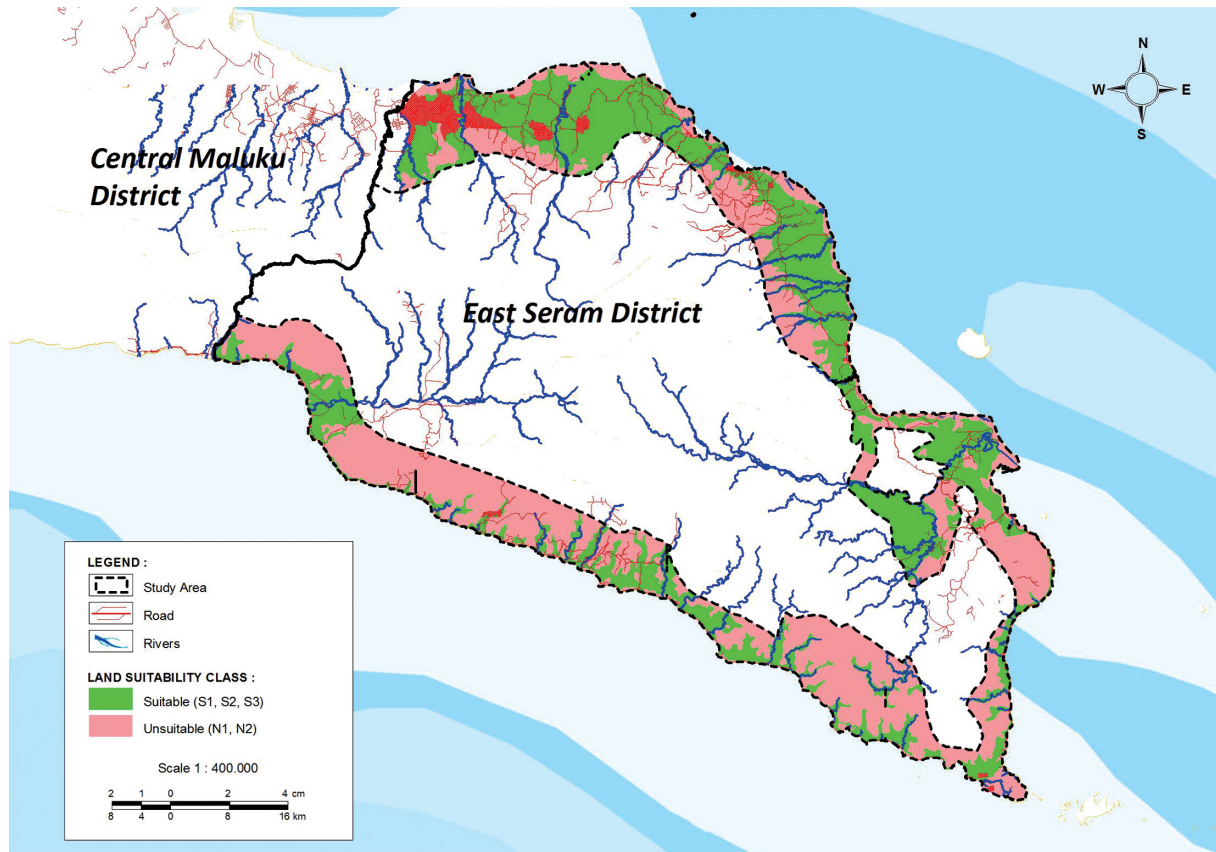 N
W
E
S
Central Maluku
District
East Seram District
LEGEND :
Study Area
Road
Rivers
LAND SUITABILITY CLASS :
Suitable (S1, S2, S3)
Unsuitable (N1, N2)
Scale 1 : 400.000
2 1 0 2 4 cm
8 4 0 8 16 km